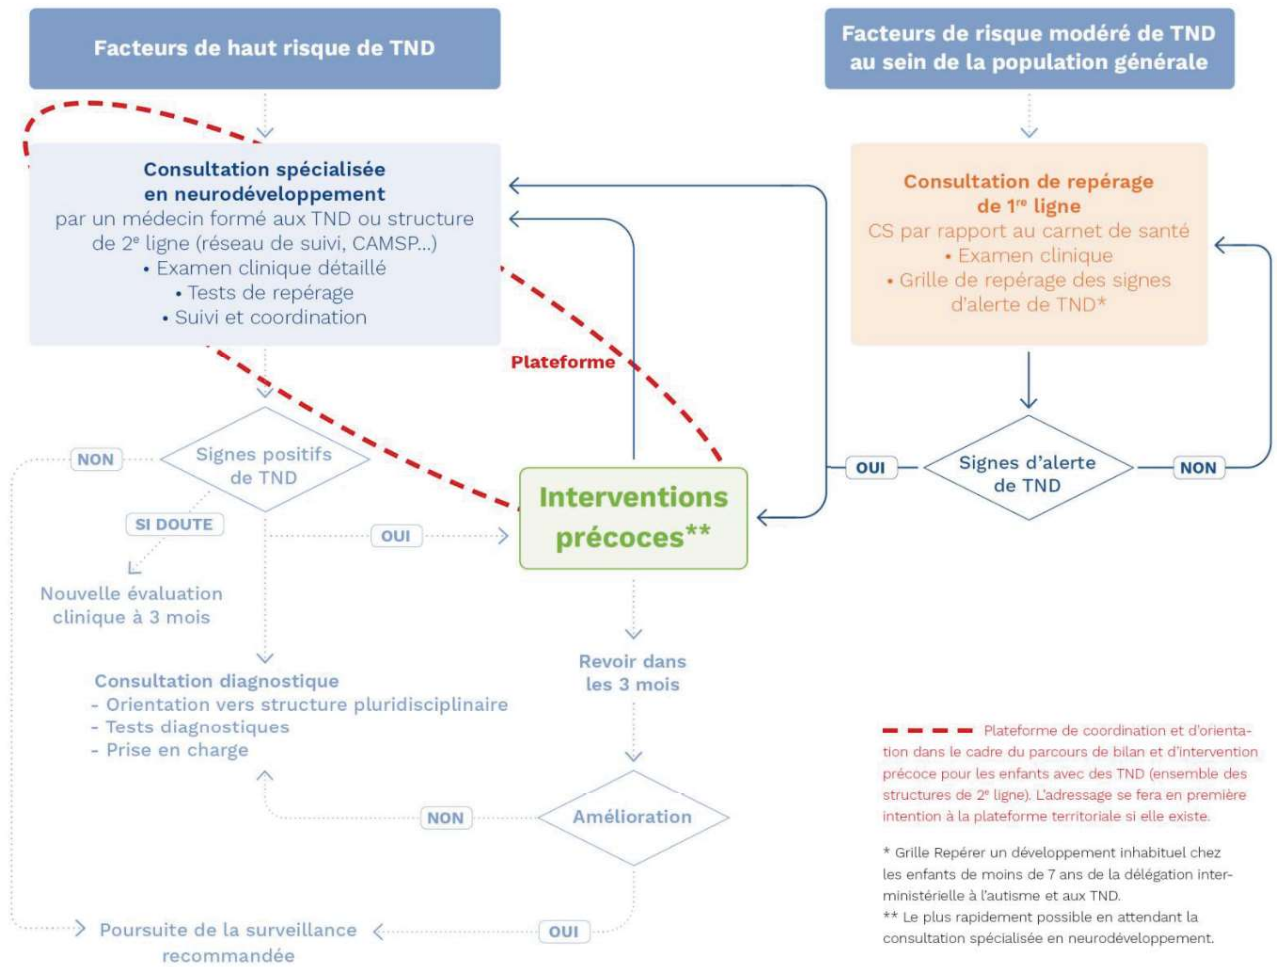 Facteurs de haut risque de TND
Facteurs de risque modéré de TND
au sein de la population générale
Consultation spécialisée
en neurodéveloppement
par un médecin formé aux TND ou structure
de 2e ligne (réseau de suivi, CAMSP...)
• Examen clinique détaillé
• Tests de repérage
• Suivi et coordination
Consultation de repérage
de 1re ligne
CS par rapport au carnet de santé
• Examen clinique
• Grille de repérage des signes
d'alerte de TND*
Plateforme
Signes positifs
de TND
NON
SI DOUTE
OUI
Nouvelle évaluation
clinique à 3 mois
Interventions
précoces**
OUI
Signes d'alerte
de TND
NON
Consultation diagnostique
- Orientation vers structure pluridisciplinaire
- Tests diagnostiques
- Prise en charge
Revoir dans
les 3 mois
NON
Amélioration
OUI
Poursuite de la surveillance
recommandée
Plateforme de coordination et d'orienta-
tion dans le cadre du parcours de bilan et d'intervention
précoce pour les enfants avec des TND (ensemble des
structures de 2e ligne). L'adressage se fera en première
intention à la plateforme territoriale si elle existe.
* Grille Repérer un développement inhabituel chez
les enfants de moins de 7 ans de la délégation inter-
ministérielle à l'autisme et aux TND.
** Le plus rapidement possible en attendant la
consultation spécialisée en neurodéveloppement.